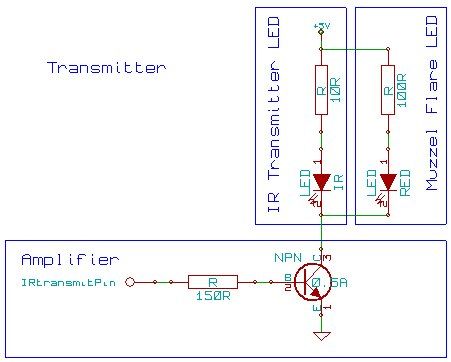 Transmitter
IR Transmitter LED
Muzzel Flare LED
+3V
R
10R
R
100R
1
LED
IR
2
1
LED
RED
2
Amplifier
IRtransmitPin
R
150R
NPN
C
3
B
2
0.5A
E
1